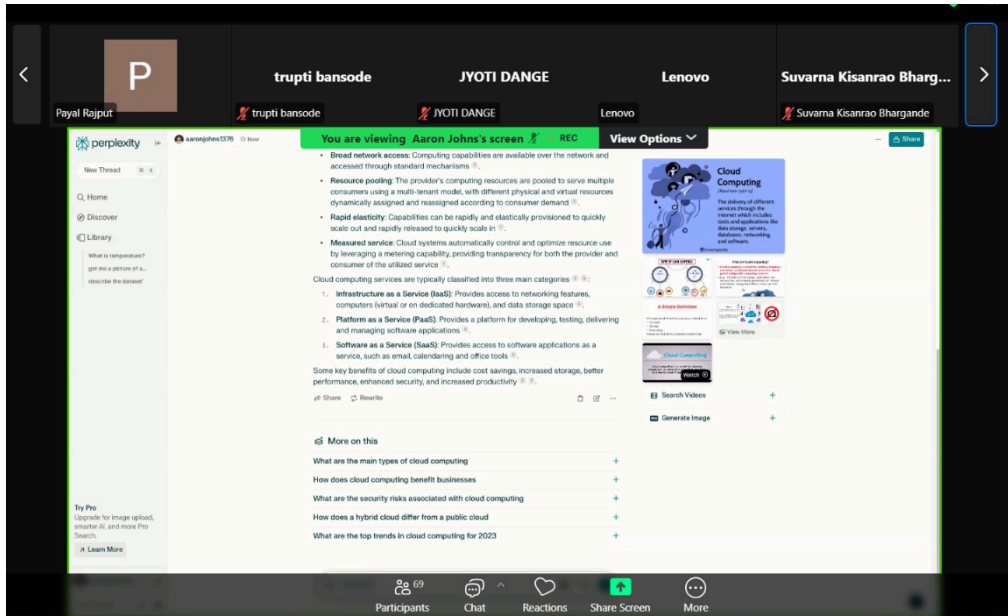 P
trupti bansode
JYOTI DANGE
Lenovo
Suvarna Kisanrao Bharg...
Payal Rajput
trupti bansode
JYOTI DANGE
Lenovo
Suvarna Kisanrao Bhargande
You are viewing Aaron Johns's screen
REC
View Options
perplexity
aaronjohns1376
Now
Share
New Thread
Home
Discover
Library
What is temperature?
get me a picture of a...
describe the dataset'
Broad network access: Computing capabilities are available over the network and
accessed through standard mechanisms
Resource pooling: The provider's computing resources are pooled to serve multiple
consumers using a multi-tenant model, with different physical and virtual resources
dynamically assigned and reassigned according to consumer demand
Rapid elasticity: Capabilities can be rapidly and elastically provisioned to quickly
scale out and rapidly released to quickly scale in
Measured service: Cloud systems automatically control and optimize resource use
by leveraging a metering capability, providing transparency for both the provider and
consumer of the utilized service
Cloud computing services are typically classified into three main categories
1. Infrastructure as a Service (IaaS): Provides access to networking features,
computers (virtual or on dedicated hardware), and data storage space
2. Platform as a Service (PaaS): Provides a platform for developing, testing, delivering
and managing software applications
3. Software as a Service (SaaS): Provides access to software applications as a
service, such as email, calendaring and office tools
Some key benefits of cloud computing include cost savings, increased storage, better
performance, enhanced security, and increased productivity
Share
Rewrite
More on this
What are the main types of cloud computing
How does cloud computing benefit businesses
What are the security risks associated with cloud computing
How does a hybrid cloud differ from a public cloud
What are the top trends in cloud computing for 2023
Cloud
Computing
The delivery of different
services through the
internet which includes
tools and applications like
data storage, servers,
databases, networking,
and software.
A Simple Definition
View More
Cloud Computing
Watch
Search Videos
Generate Image
Try Pro
Upgrade for image upload,
smarter AI, and more Pro
Search.
Learn More
69
Participants
Chat
Reactions
Share Screen
More